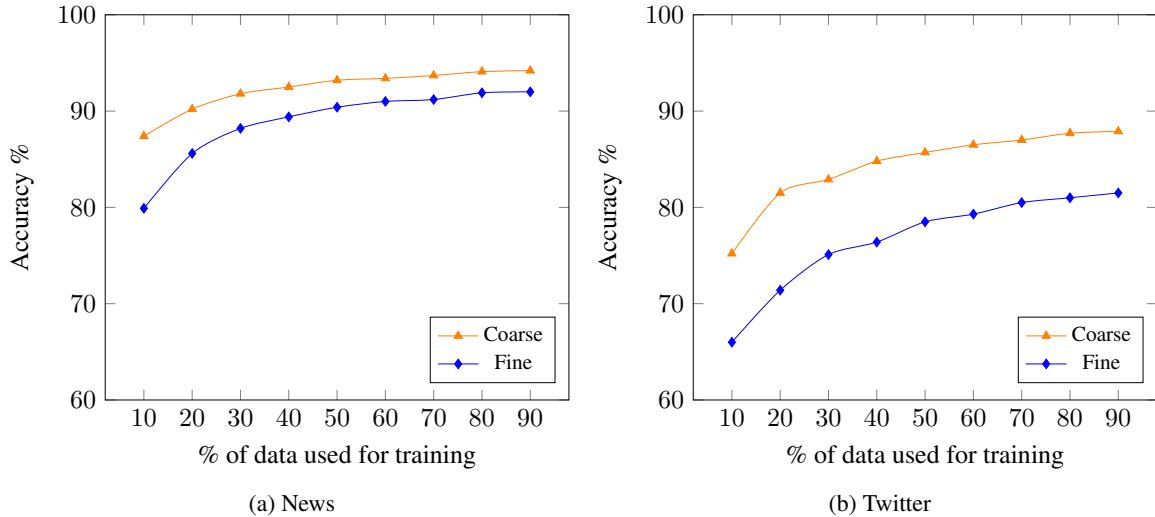 100
90
80
70
60
Accuracy %
Coarse
Fine
10 20 30 40 50 60 70 80 90
% of data used for training
(a) News
100
90
80
70
60
Accuracy %
Coarse
Fine
10 20 30 40 50 60 70 80 90
% of data used for training
(b) Twitter